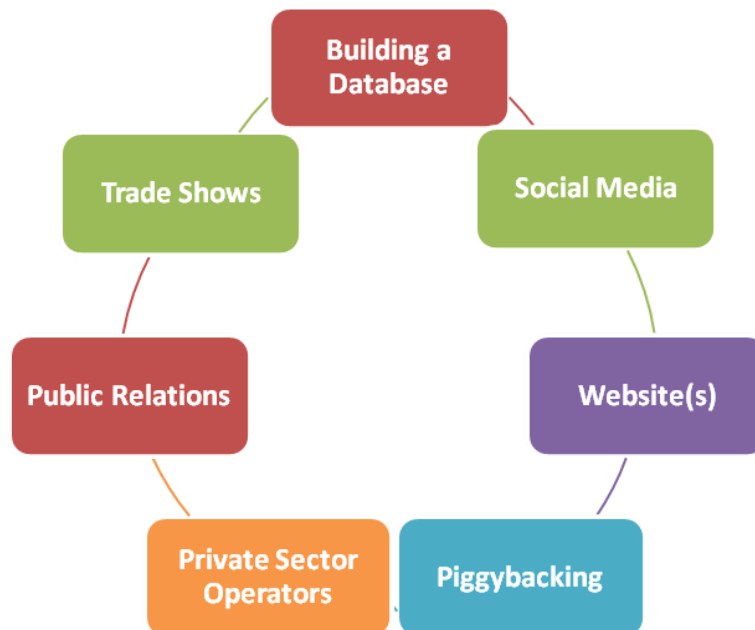 Building a
Database
Social Media
Website(s)
Piggybacking
Private Sector
Operators
Public Relations
Trade Shows